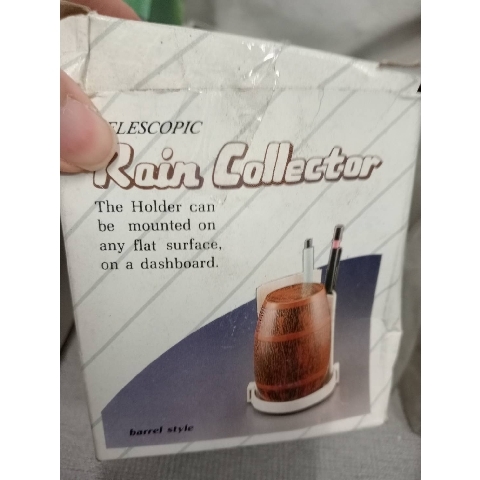 ELESCOPIC
Rain Collector
The Holder can
be mounted on
any flat surface,
on a dashboard.
barrel style